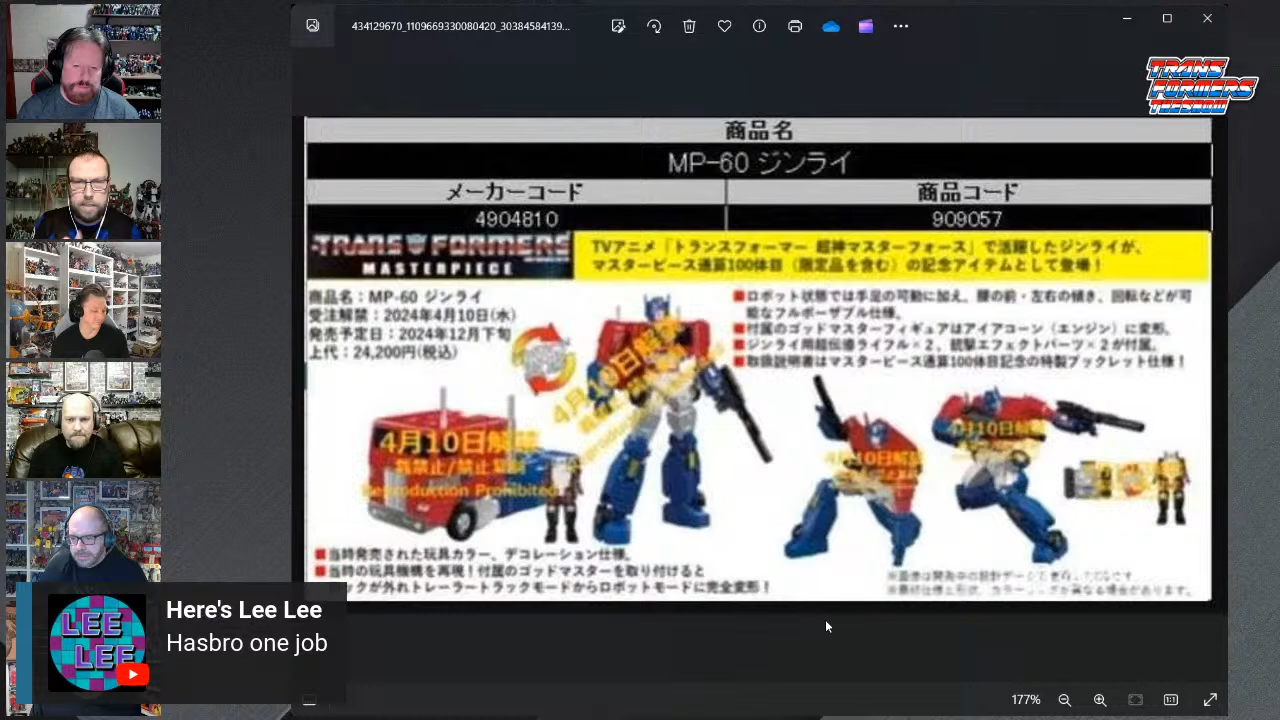 434129670_1109669330080420_30384584139...
TRANS
FORMERS
THE SHOW
商品名
MP-60 ジンライ
メーカーコード
商品コード
4904810
909057
TRANSFORMERS
MASTERPIECE
TVアニメ「トランスフォーマー 超神マスターフォース」で活躍したジンライが、
マスターピース通算100体目（限定品を含む）の記念アイテムとして登場！
商品名：MP-60 ジンライ
受注解禁：2024年4月10日(水)
発売予定日：2024年12月下旬
上代：24,200円(税込)
■ロボット状態では手足の可動に加え、腰の前・左右の傾き、回転などが可
能なフルポーザブル仕様。
■付属のゴッドマスターフィギュアはアイアコーン（エンジン）に変形。
■ジンライ用超伝導ライフル×2、銃撃エフェクトパーツ×2が付属。
■取扱説明書はマスターピース通算100体目記念の特製ブックレット仕様！
4月10日解禁
Reproduction Prohibited
■当時発売された玩具カラー、デコレーション仕様。
■当時の玩具機構を再現！付属のゴッドマスターを取り付けると
ックが外れトレーラートラックモードからロボットモードに完全変形！
LEE
LEE
Here's Lee Lee
Hasbro one job
177%
1:1